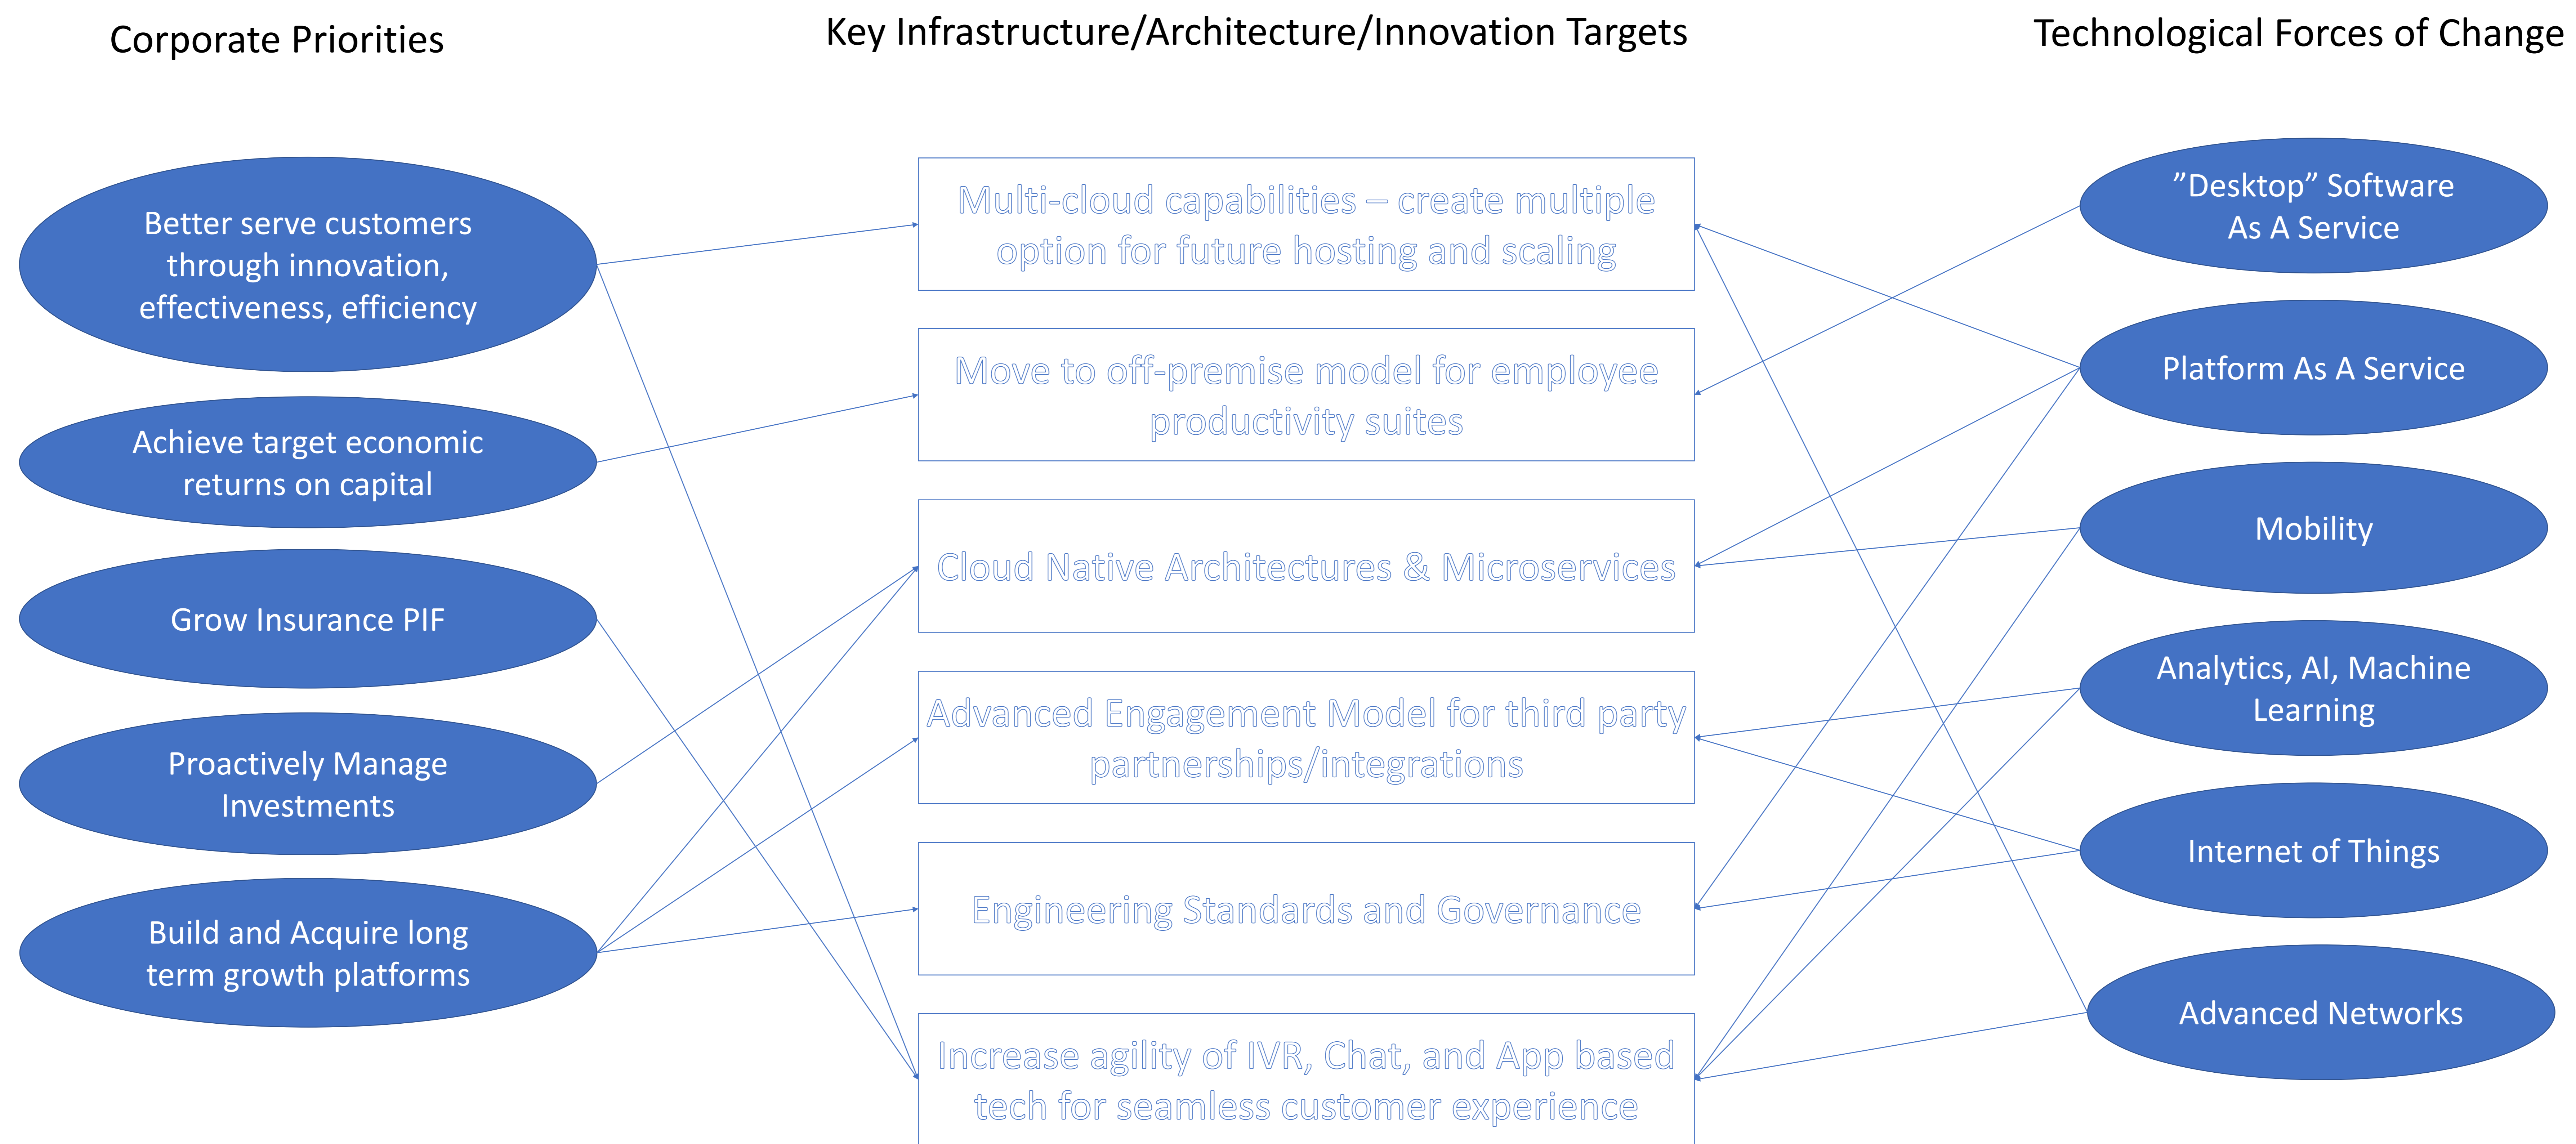 Corporate Priorities
Key Infrastructure/Architecture/Innovation Targets
Technological Forces of Change
Better serve customers
through innovation,
effectiveness, efficiency
Achieve target economic
returns on capital
Grow Insurance PIF
Proactively Manage
Investments
Build and Acquire long
term growth platforms
Multi-cloud capabilities – create multiple
option for future hosting and scaling
Move to off-premise model for employee
productivity suites
Cloud Native Architectures & Microservices
Advanced Engagement Model for third party
partnerships/integrations
Engineering Standards and Governance
Increase agility of IVR, Chat, and App based
tech for seamless customer experience
”Desktop” Software
As A Service
Platform As A Service
Mobility
Analytics, AI, Machine
Learning
Internet of Things
Advanced Networks